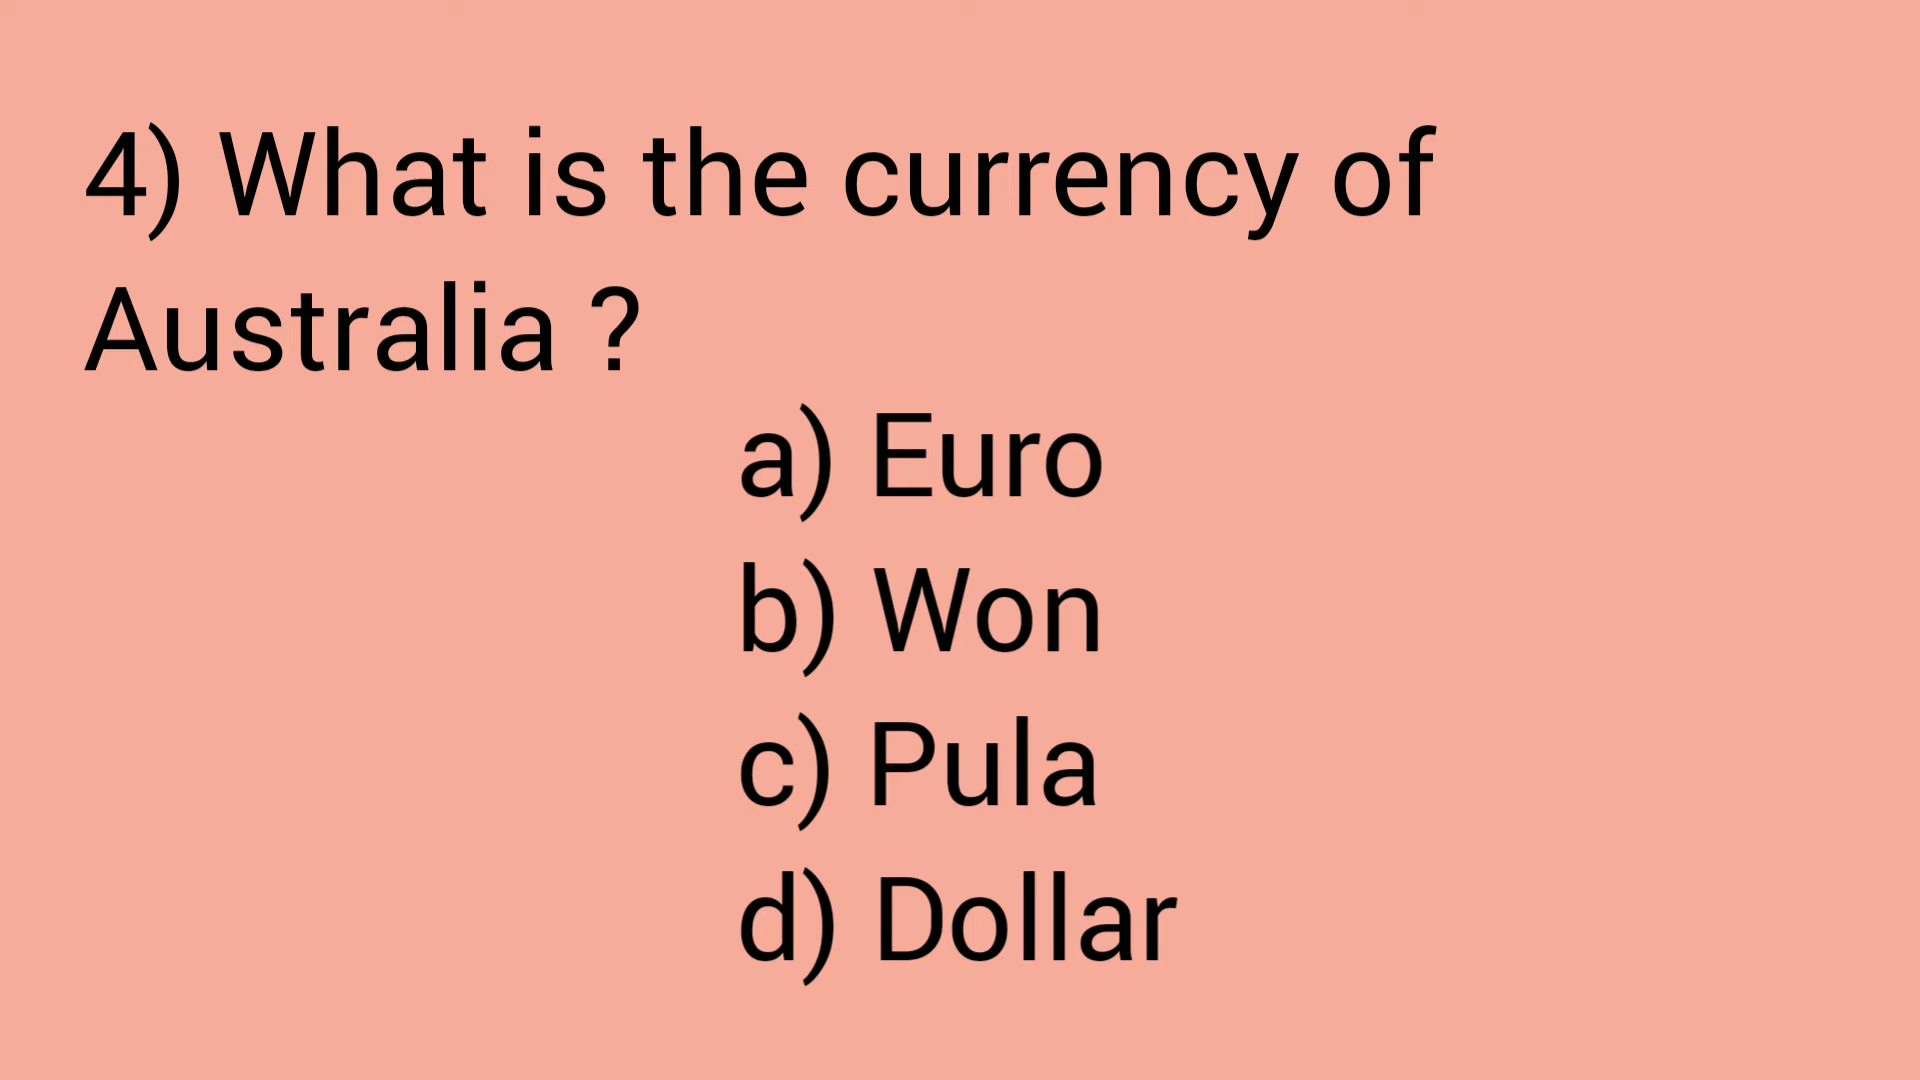 4) What is the currency of
Australia ?
a) Euro
b) Won
c) Pula
d) Dollar